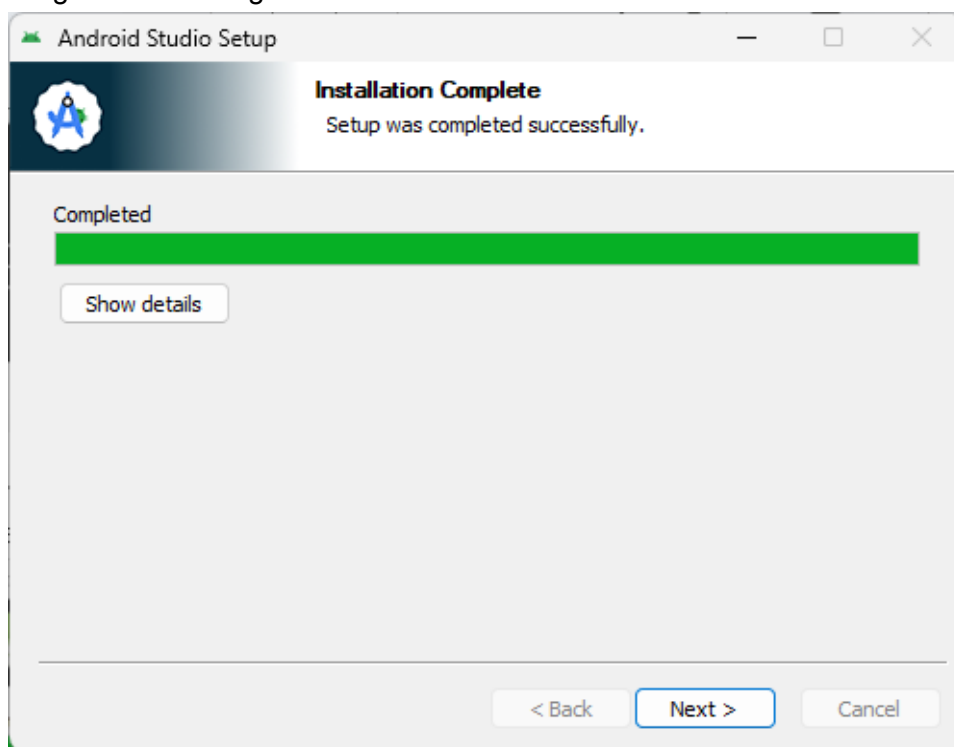 Android Studio Setup
Installation Complete
Setup was completed successfully.
Completed
Show details
< Back
Next >
Cancel